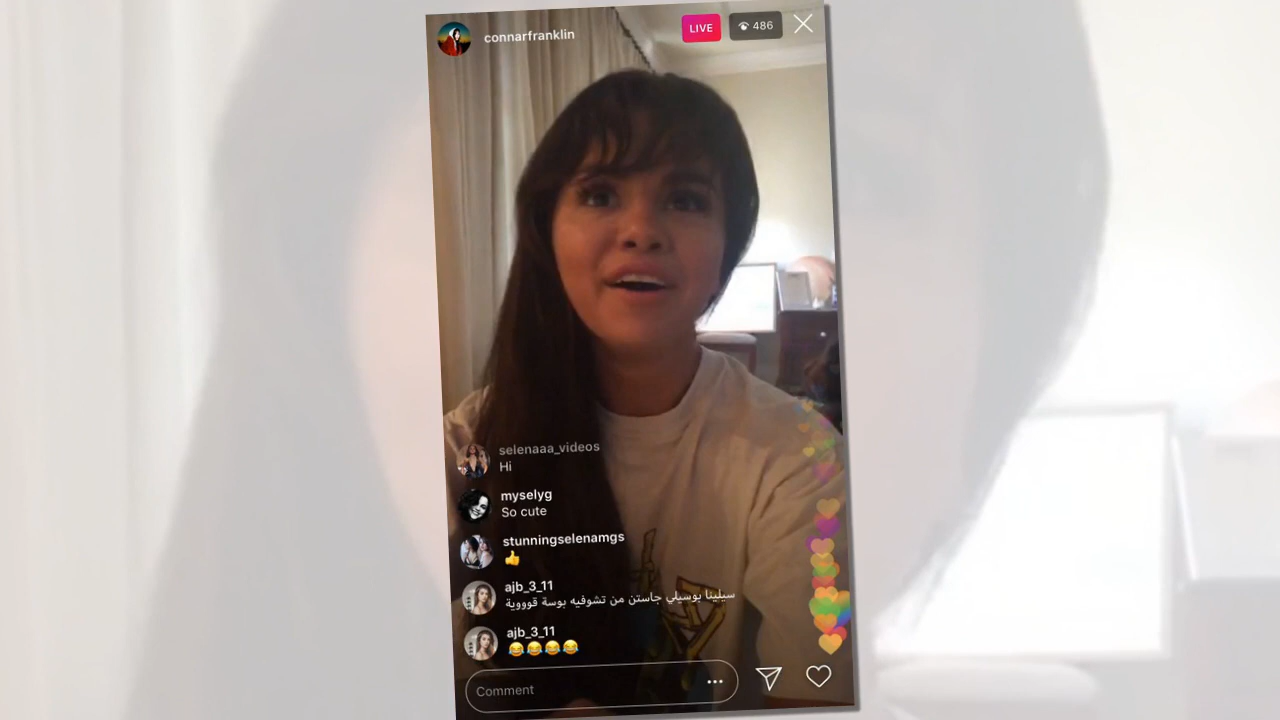 connarfranklin
LIVE
486
selenaaa_videos
Hi
myselyg
So cute
stunningselenamgs
👍
ajb_3_11
سيلينا بوسيلي جاستن من تشوفيه بوسة قوووية
ajb_3_11
😂😂😂😂
Comment